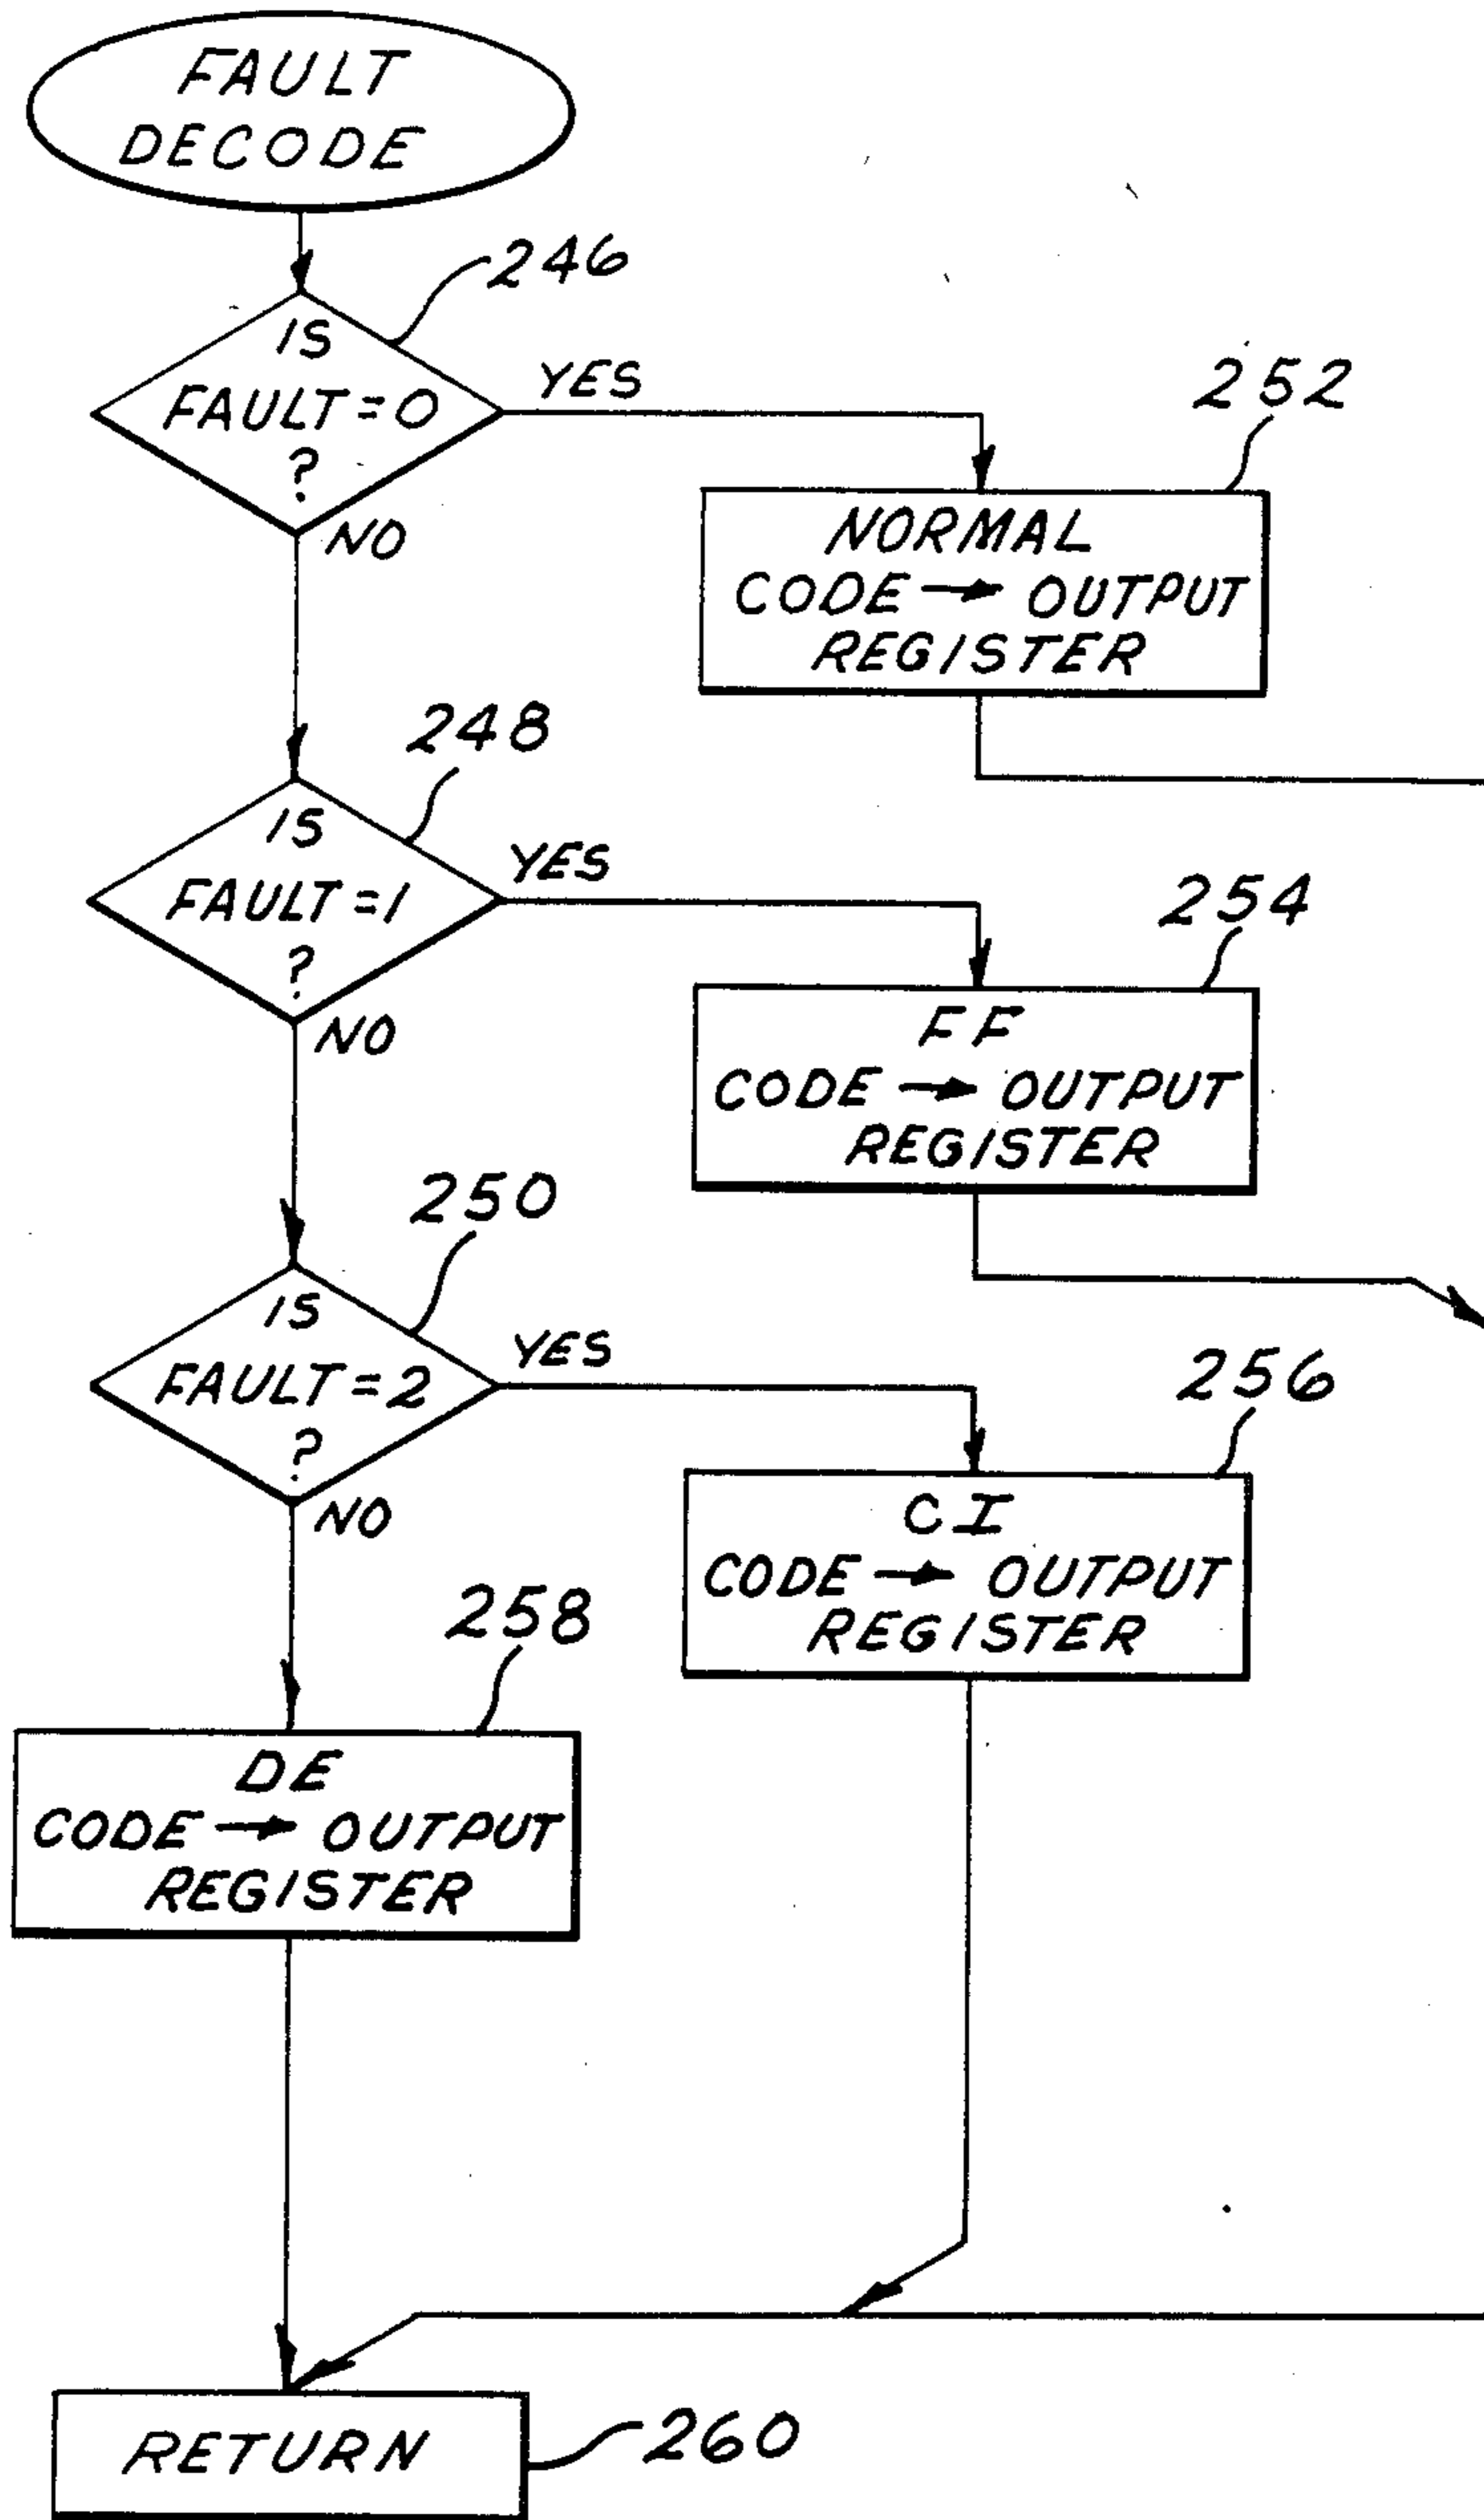 FAULT
DECODE
246
IS
FAULT=0
?
YES
NO
252
NORMAL
CODE → OUTPUT
REGISTER
248
IS
FAULT=1
?
YES
NO
254
FF
CODE → OUTPUT
REGISTER
250
IS
FAULT=2
?
YES
NO
256
CI
CODE → OUTPUT
REGISTER
258
DE
CODE → OUTPUT
REGISTER
RETURN
260